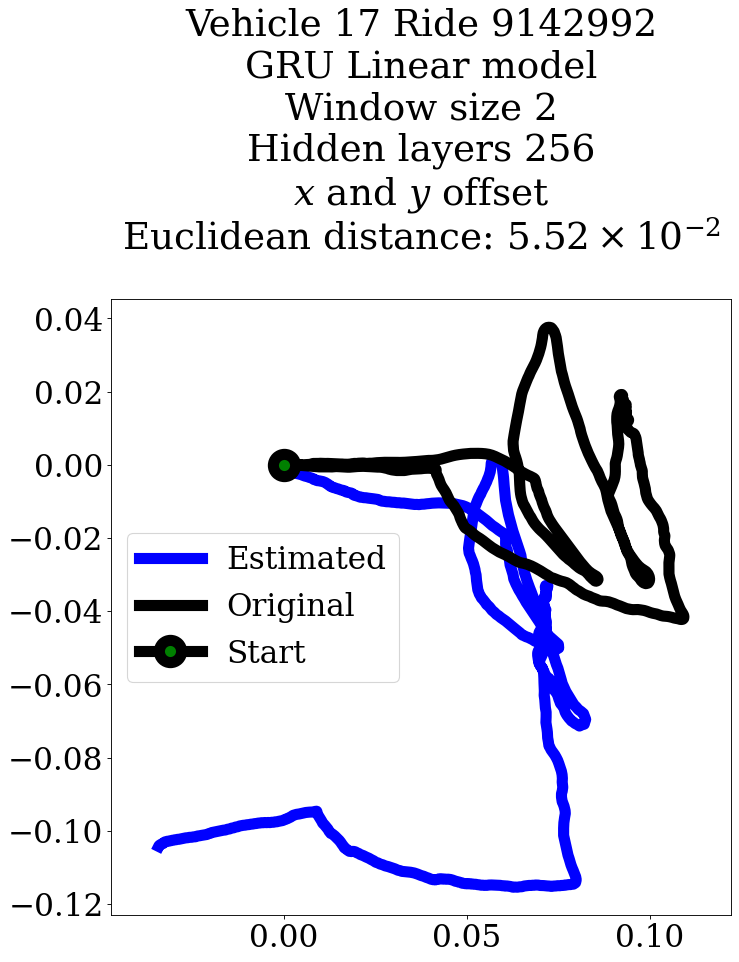 Vehicle 17 Ride 9142992
GRU Linear model
Window size 2
Hidden layers 256
x and y offset
Euclidean distance: 5.52 × 10⁻²
0.04
0.02
0.00
−0.02
−0.04
−0.06
−0.08
−0.10
−0.12
Estimated
Original
Start
0.00 0.05 0.10